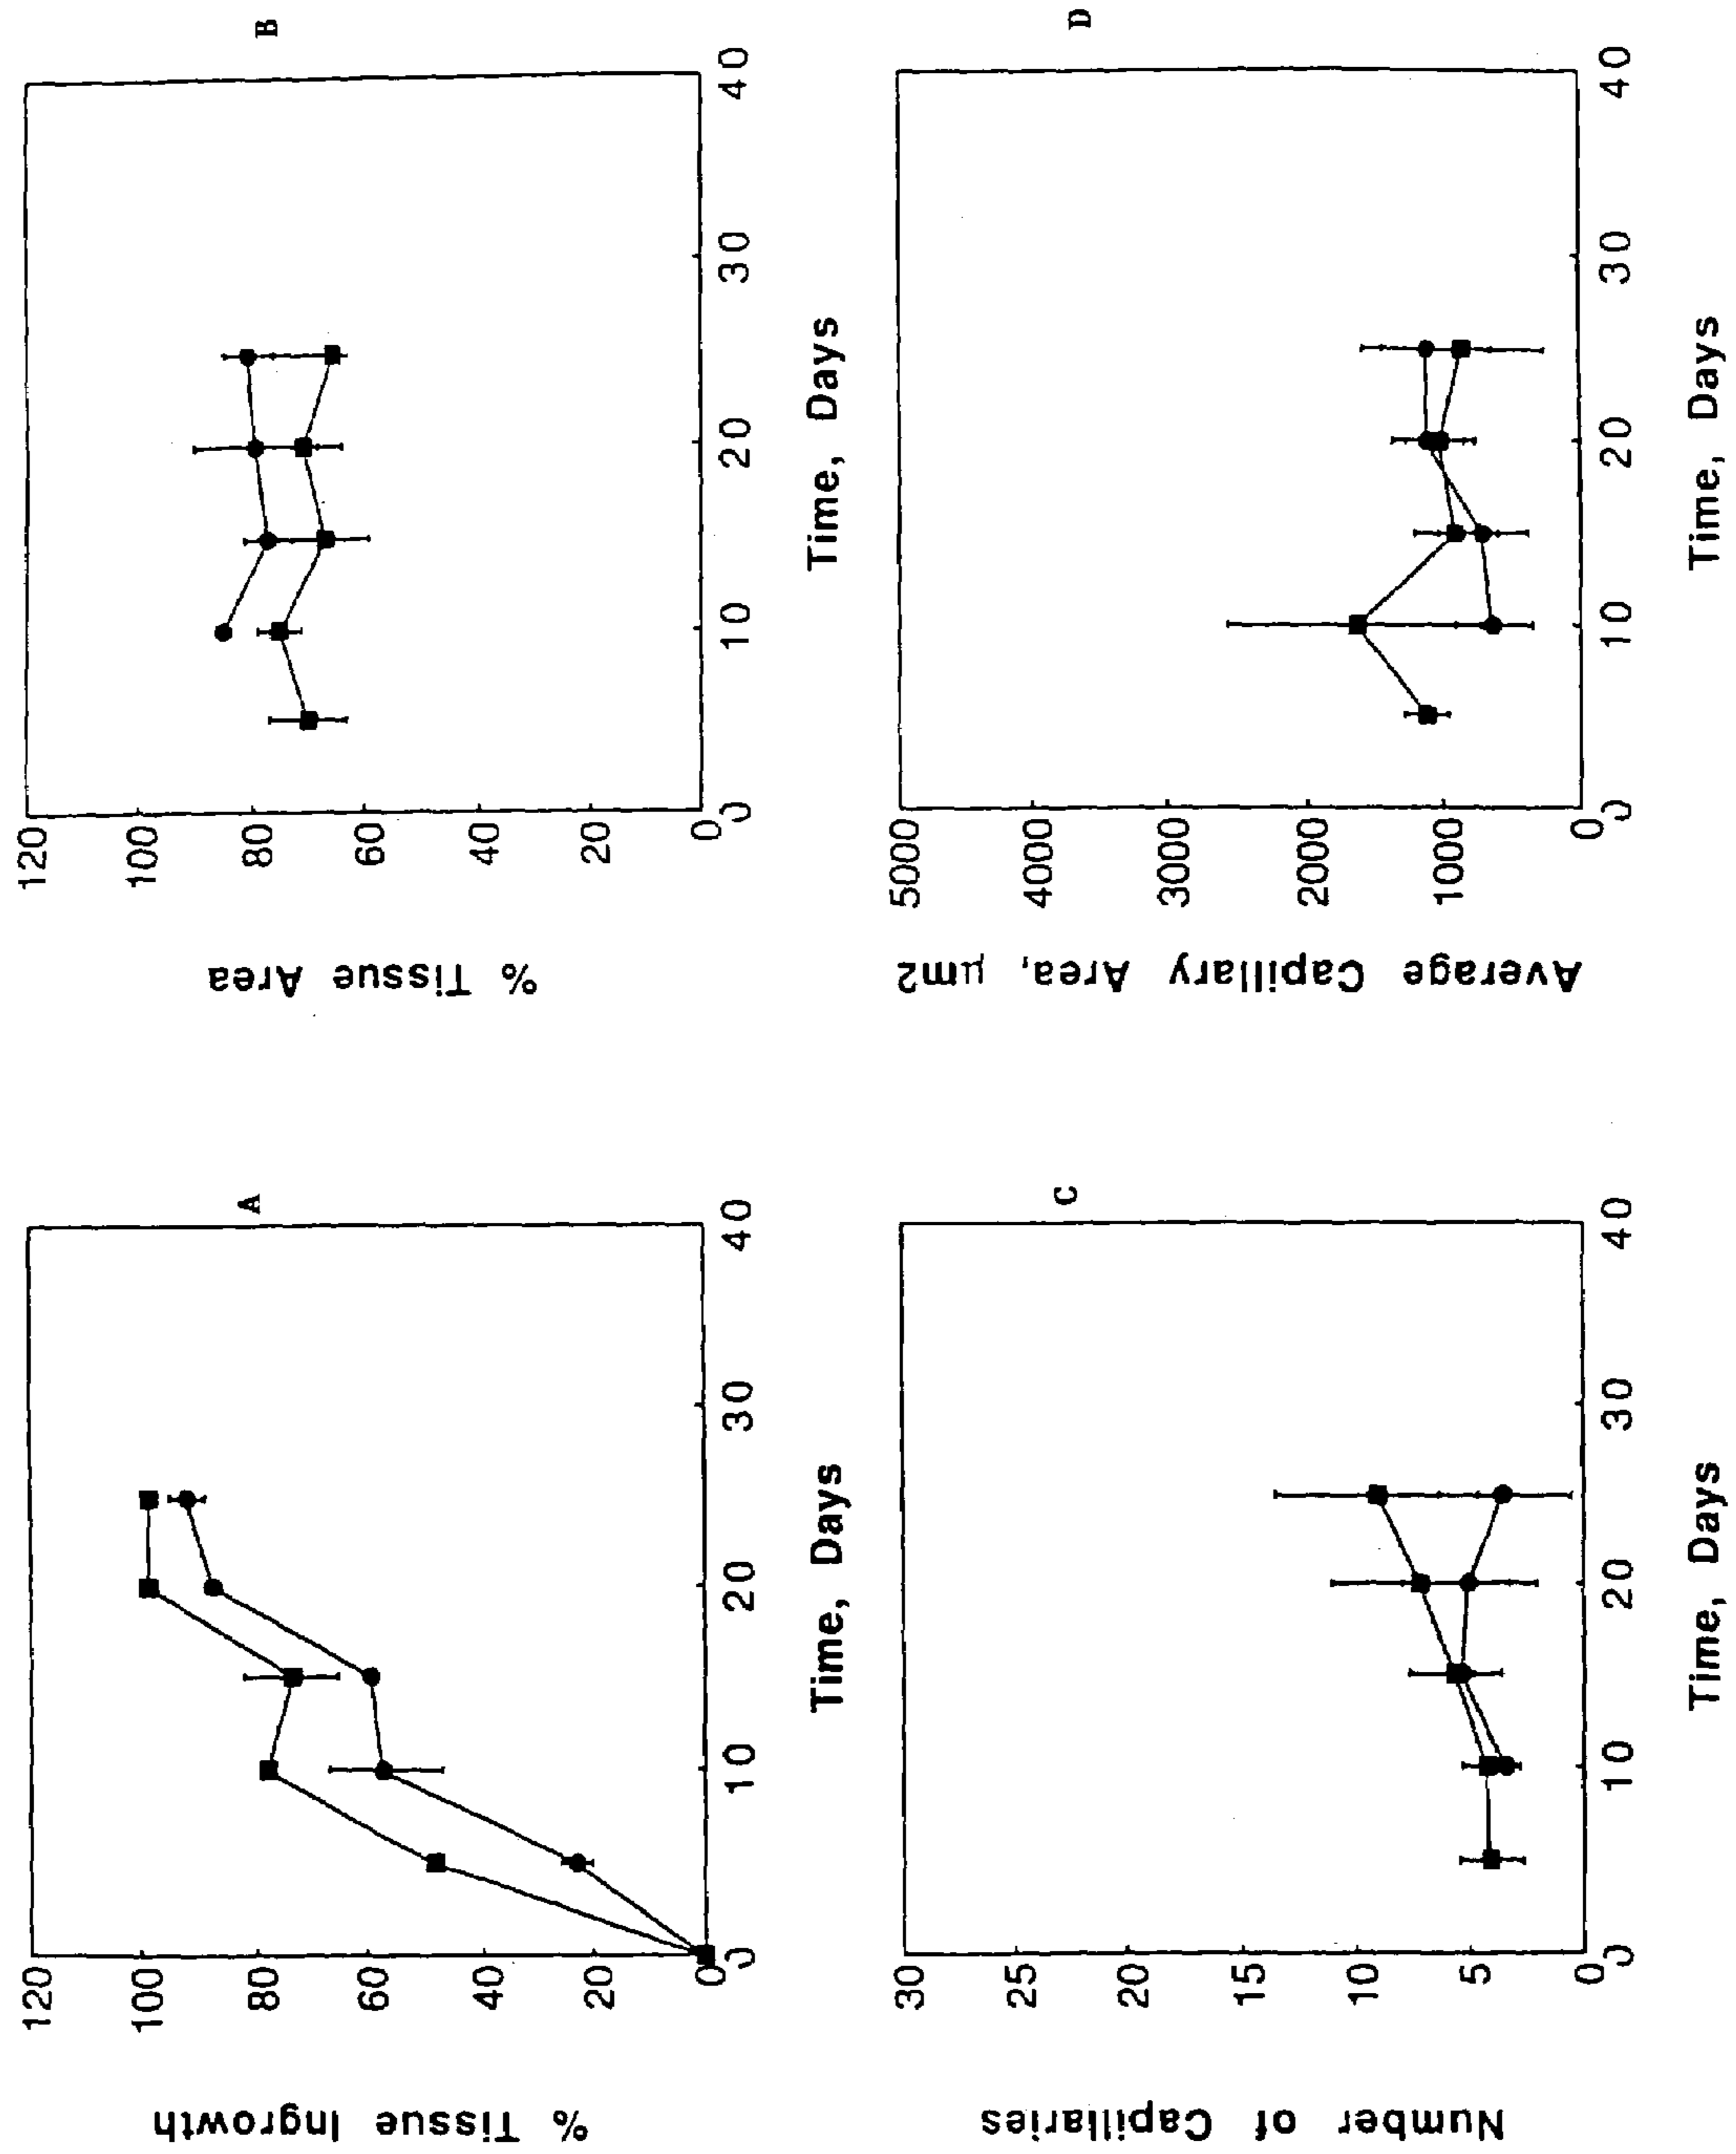 A
% Tissue Ingrowth
120
100
80
60
40
20
0
0 10 20 30 40
Time, Days
B
% Tissue Area
120
100
80
60
40
20
0
0 10 20 30 40
Time, Days
C
Number of Capillaries
30
25
20
15
10
5
0
0 10 20 30 40
Time, Days
D
Average Capillary Area, µm2
5000
4000
3000
2000
1000
0
0 10 20 30 40
Time, Days